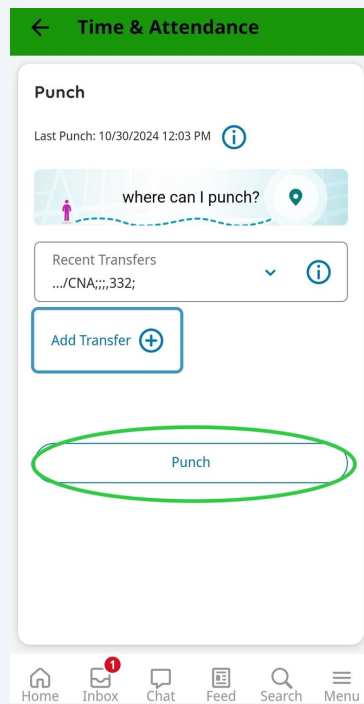 Time & Attendance
Punch
Last Punch: 10/30/2024 12:03 PM
where can I punch?
Recent Transfers
.../CNA;;;,332;
Add Transfer
Punch
1
Home Inbox Chat Feed Search Menu